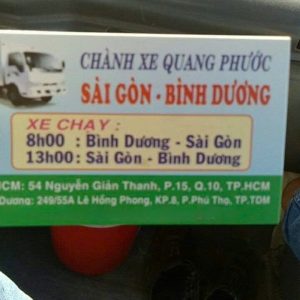 CHÀNH XE QUANG PHƯỚC
SÀI GÒN - BÌNH DƯƠNG
XE CHẠY :
8h00 : Bình Dương - Sài Gòn
13h00 : Sài Gòn - Bình Dương
HCM: 54 Nguyễn Giản Thanh, P.15, Q.10, TP.HCM
Dương: 249/55A Lê Hồng Phong, KP.8, P.Phú Thọ, TP.TDM